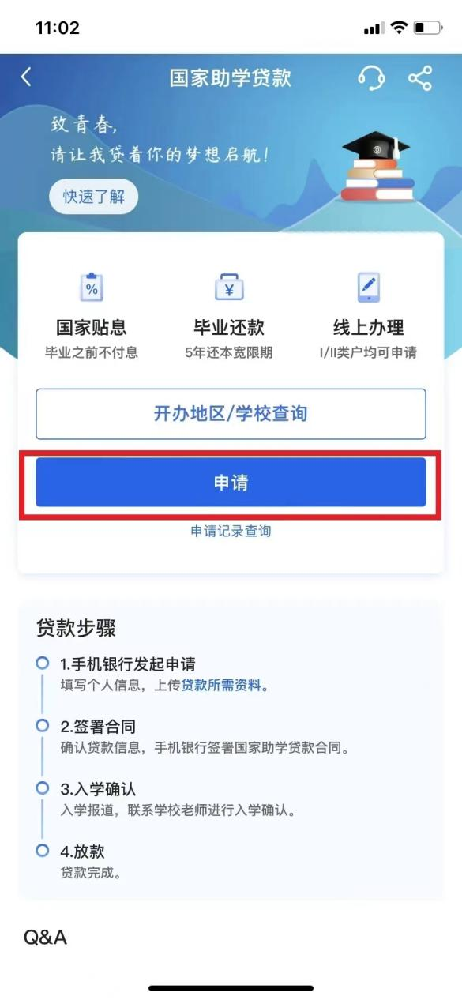 11:02
国家助学贷款
致青春,
请让我贷着你的梦想启航!
快速了解
%
¥
国家贴息
毕业还款
线上办理
毕业之前不付息
5年还本宽限期
I/II类户均可申请
开办地区/学校查询
申请
申请记录查询
贷款步骤
1.手机银行发起申请
填写个人信息，上传贷款所需资料。
2.签署合同
确认贷款信息，手机银行签署国家助学贷款合同。
3.入学确认
入学报道，联系学校老师进行入学确认。
4.放款
贷款完成。
Q&A